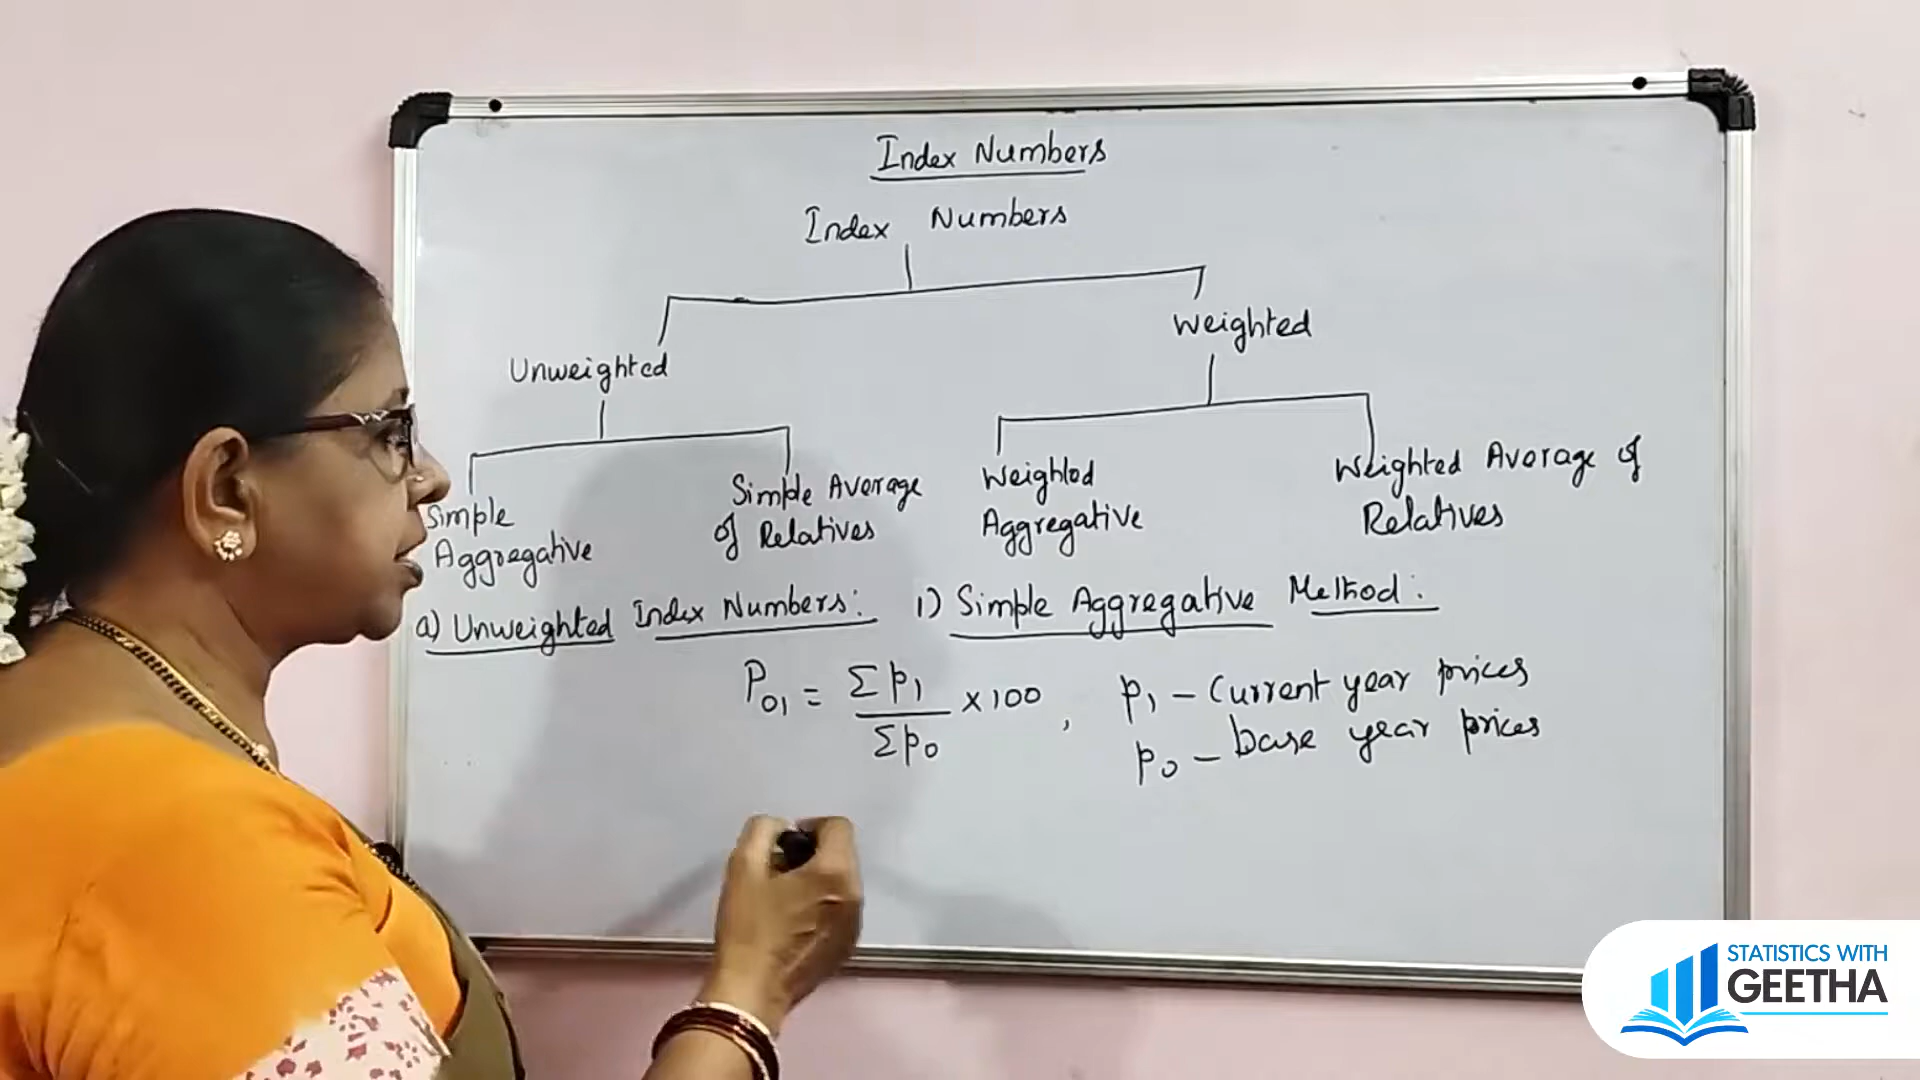 Index Numbers
Index Numbers
Unweighted
Weighted
Simple Aggregative
Simple Average of Relatives
Weighted Aggregative
Weighted Average of Relatives
a) Unweighted Index Numbers: 1) Simple Aggregative Method:
P₀₁ = Σp₁ / Σp₀ × 100, p₁ – Current year prices
p₀ – base year prices
STATISTICS WITH
GEETHA